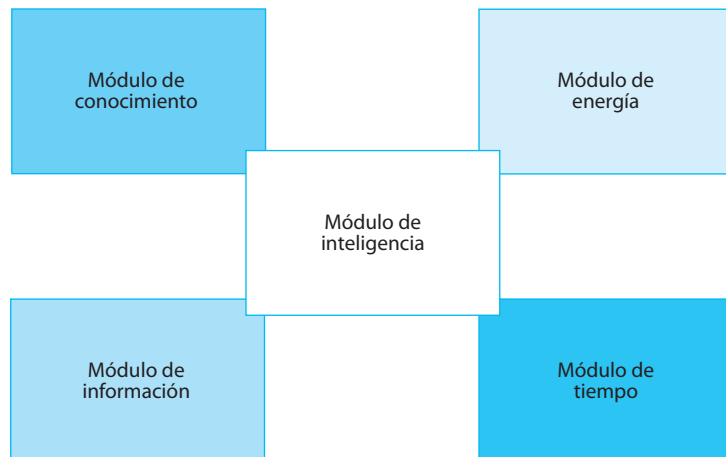 Módulo de
conocimiento
Módulo de
energía
Módulo de
inteligencia
Módulo de
información
Módulo de
tiempo